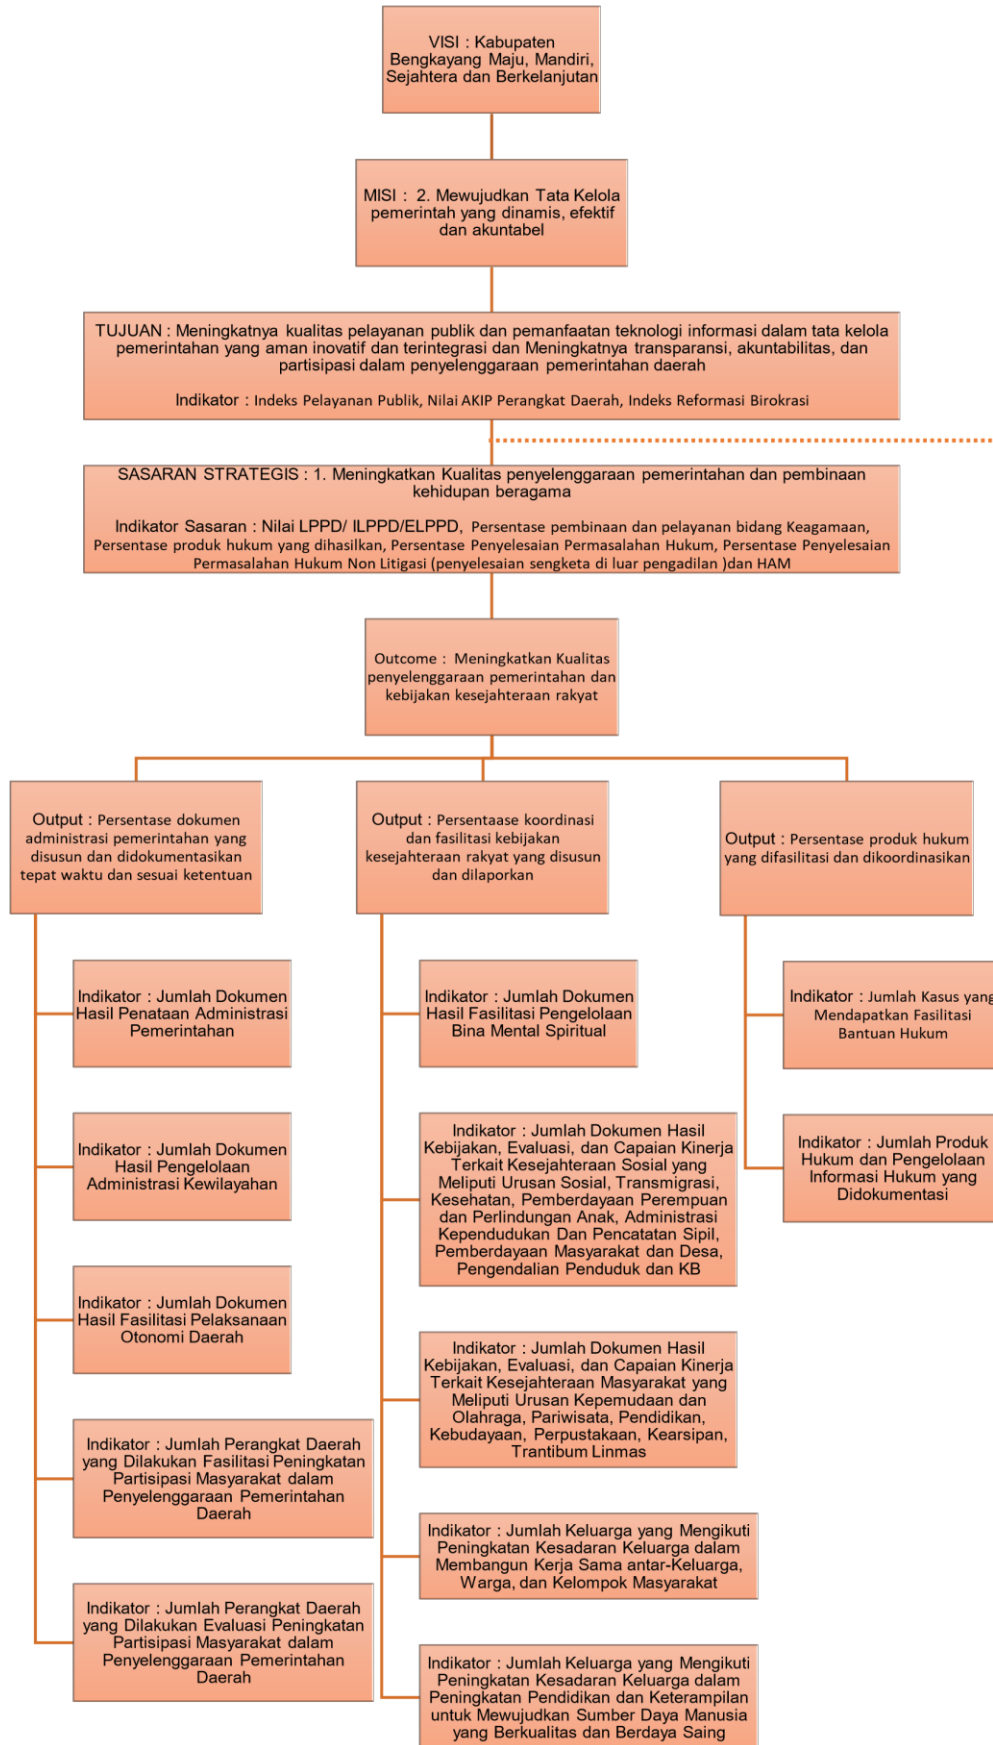 VISI : Kabupaten
Bengkayang Maju, Mandiri,
Sejahtera dan Berkelanjutan
MISI : 2. Mewujudkan Tata Kelola
pemerintah yang dinamis, efektif
dan akuntabel
TUJUAN : Meningkatnya kualitas pelayanan publik dan pemanfaatan teknologi informasi dalam tata kelola
pemerintahan yang aman inovatif dan terintegrasi dan Meningkatnya transparansi, akuntabilitas, dan
partisipasi dalam penyelenggaraan pemerintahan daerah
Indikator : Indeks Pelayanan Publik, Nilai AKIP Perangkat Daerah, Indeks Reformasi Birokrasi
SASARAN STRATEGIS : 1. Meningkatkan Kualitas penyelenggaraan pemerintahan dan pembinaan
kehidupan beragama
Indikator Sasaran : Nilai LPPD/ ILPPD/ELPPD, Persentase pembinaan dan pelayanan bidang Keagamaan,
Persentase produk hukum yang dihasilkan, Persentase Penyelesaian Permasalahan Hukum, Persentase Penyelesaian
Permasalahan Hukum Non Litigasi (penyelesaian sengketa di luar pengadilan )dan HAM
Outcome : Meningkatkan Kualitas
penyelenggaraan pemerintahan dan
kebijakan kesejahteraan rakyat
Output : Persentase dokumen
administrasi pemerintahan yang
disusun dan didokumentasikan
tepat waktu dan sesuai ketentuan
Indikator : Jumlah Dokumen
Hasil Penataan Administrasi
Pemerintahan
Indikator : Jumlah Dokumen
Hasil Pengelolaan
Administrasi Kewilayahan
Indikator : Jumlah Dokumen
Hasil Fasilitasi Pelaksanaan
Otonomi Daerah
Indikator : Jumlah Perangkat Daerah
yang Dilakukan Fasilitasi Peningkatan
Partisipasi Masyarakat dalam
Penyelenggaraan Pemerintahan
Daerah
Indikator : Jumlah Perangkat Daerah
yang Dilakukan Evaluasi Peningkatan
Partisipasi Masyarakat dalam
Penyelenggaraan Pemerintahan
Daerah
Output : Persentaase koordinasi
dan fasilitasi kebijakan
kesejahteraan rakyat yang disusun
dan dilaporkan
Indikator : Jumlah Dokumen
Hasil Fasilitasi Pengelolaan
Bina Mental Spiritual
Indikator : Jumlah Dokumen Hasil
Kebijakan, Evaluasi, dan Capaian Kinerja
Terkait Kesejahteraan Sosial yang
Meliputi Urusan Sosial, Transmigrasi,
Kesehatan, Pemberdayaan Perempuan
dan Perlindungan Anak, Administrasi
Kependudukan Dan Pencatatan Sipil,
Pemberdayaan Masyarakat dan Desa,
Pengendalian Penduduk dan KB
Indikator : Jumlah Dokumen Hasil
Kebijakan, Evaluasi, dan Capaian Kinerja
Terkait Kesejahteraan Masyarakat yang
Meliputi Urusan Kepemudaan dan
Olahraga, Pariwisata, Pendidikan,
Kebudayaan, Perpustakaan, Kearsipan,
Trantibum Linmas
Indikator : Jumlah Keluarga yang Mengikuti
Peningkatan Kesadaran Keluarga dalam
Membangun Kerja Sama antar-Keluarga,
Warga, dan Kelompok Masyarakat
Indikator : Jumlah Keluarga yang Mengikuti
Peningkatan Kesadaran Keluarga dalam
Peningkatan Pendidikan dan Keterampilan
untuk Mewujudkan Sumber Daya Manusia
yang Berkualitas dan Berdaya Saing
Output : Persentase produk hukum
yang difasilitasi dan dikoordinasikan
Indikator : Jumlah Kasus yang
Mendapatkan Fasilitasi
Bantuan Hukum
Indikator : Jumlah Produk
Hukum dan Pengelolaan
Informasi Hukum yang
Didokumentasi